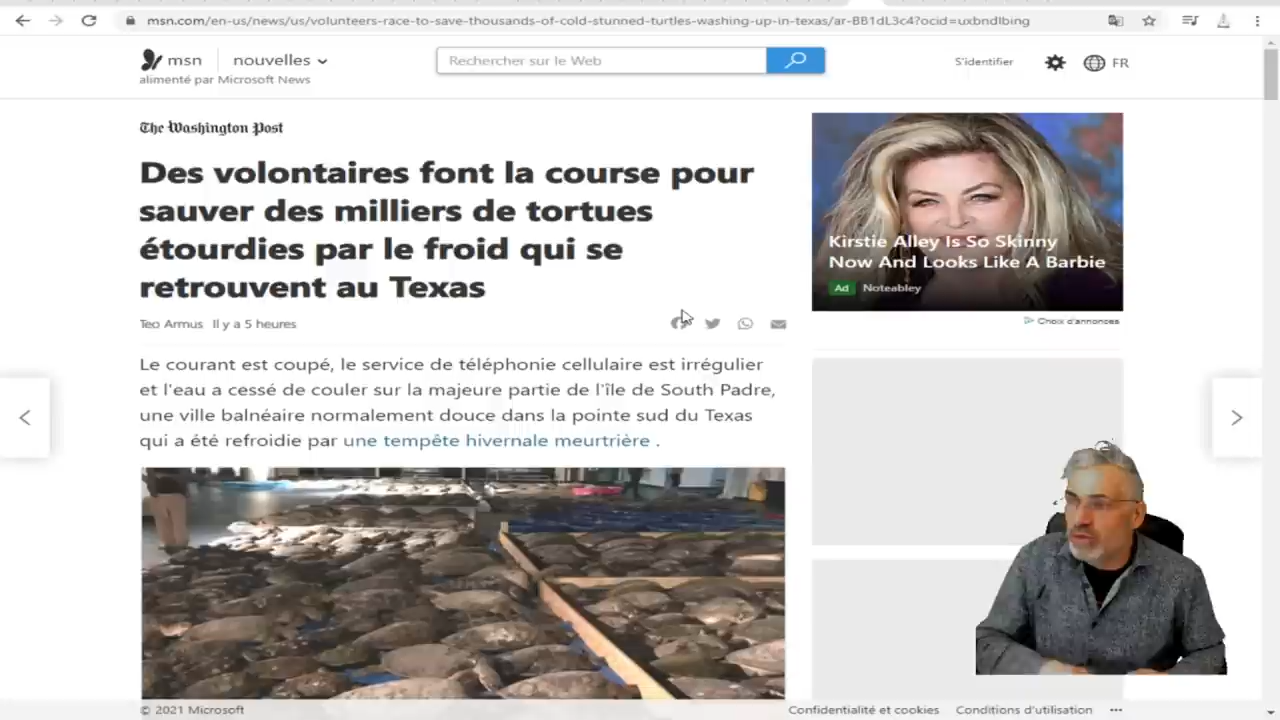 msn.com/en-us/news/us/volunteers-race-to-save-thousands-of-cold-stunned-turtles-washing-up-in-texas/ar-BB1dL3c4?ocid=uxbndlbing
msn nouvelles
alimenté par Microsoft News
Rechercher sur le Web
S'identifier
FR
The Washington Post
Des volontaires font la course pour
sauver des milliers de tortues
étourdies par le froid qui se
retrouvent au Texas
Teo Armus Il y a 5 heures
Le courant est coupé, le service de téléphonie cellulaire est irrégulier
et l'eau a cessé de couler sur la majeure partie de l'île de South Padre,
une ville balnéaire normalement douce dans la pointe sud du Texas
qui a été refroidie par une tempête hivernale meurtrière .
Kirstie Alley Is So Skinny
Now And Looks Like A Barbie
Ad Noteabley
Choix d'annonces
© 2021 Microsoft
Confidentialité et cookies Conditions d'utilisation ...